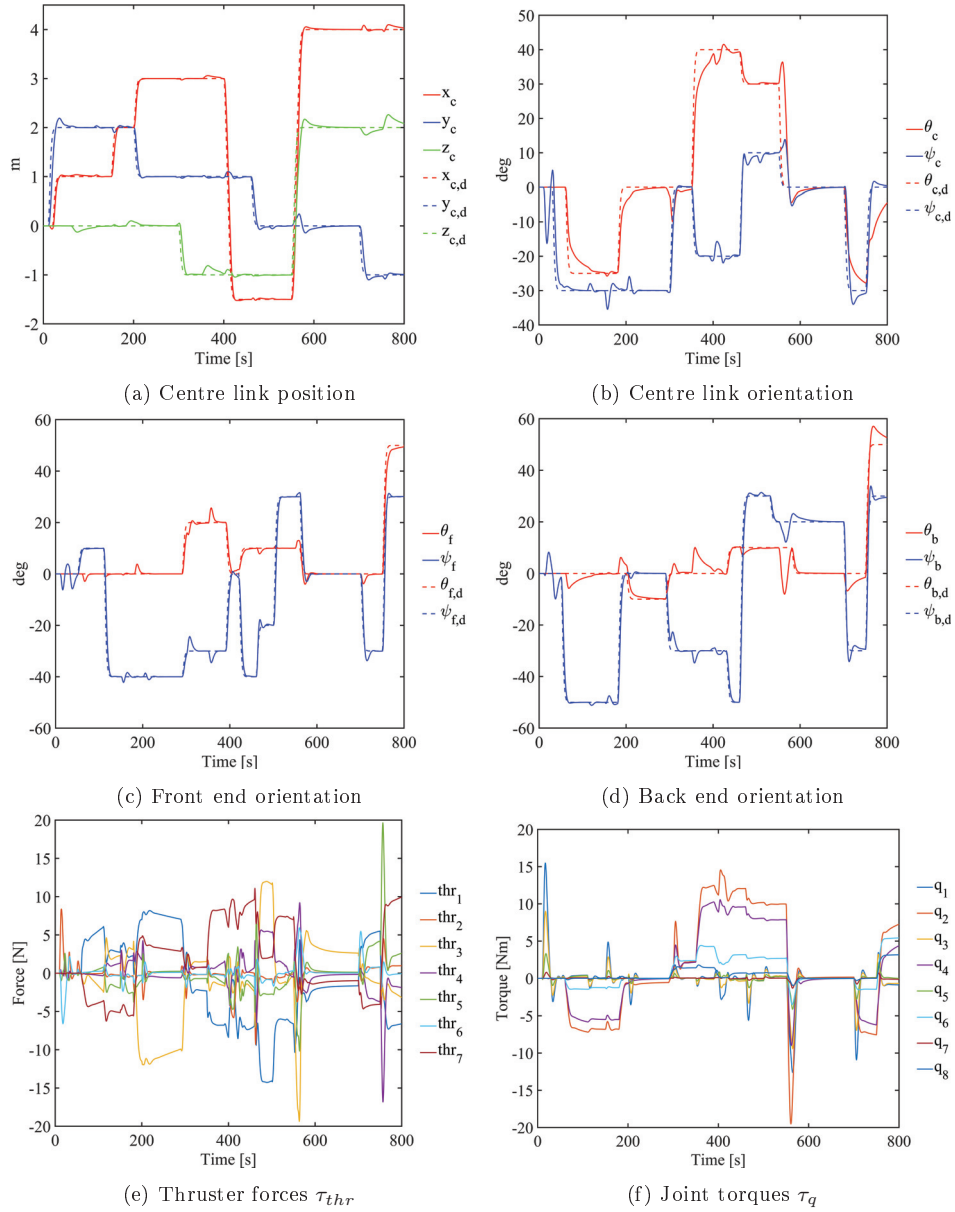 4
3
2
1
0
-1
-2
m
0 200 400 600 800
Time [s]
x_c
y_c
z_c
x_c,d
y_c,d
z_c,d
(a) Centre link position
50
40
30
20
10
0
-10
-20
-30
-40
deg
0 200 400 600 800
Time [s]
θ_c
ψ_c
θ_c,d
ψ_c,d
(b) Centre link orientation
60
40
20
0
-20
-40
-60
deg
0 200 400 600 800
Time [s]
θ_f
ψ_f
θ_f,d
ψ_f,d
(c) Front end orientation
60
40
20
0
-20
-40
-60
deg
0 200 400 600 800
Time [s]
θ_b
ψ_b
θ_b,d
ψ_b,d
(d) Back end orientation
20
15
10
5
0
-5
-10
-15
-20
Force [N]
0 200 400 600 800
Time [s]
thr_1
thr_2
thr_3
thr_4
thr_5
thr_6
thr_7
(e) Thruster forces τ_thr
20
15
10
5
0
-5
-10
-15
-20
Torque [Nm]
0 200 400 600 800
Time [s]
q_1
q_2
q_3
q_4
q_5
q_6
q_7
q_8
(f) Joint torques τ_q